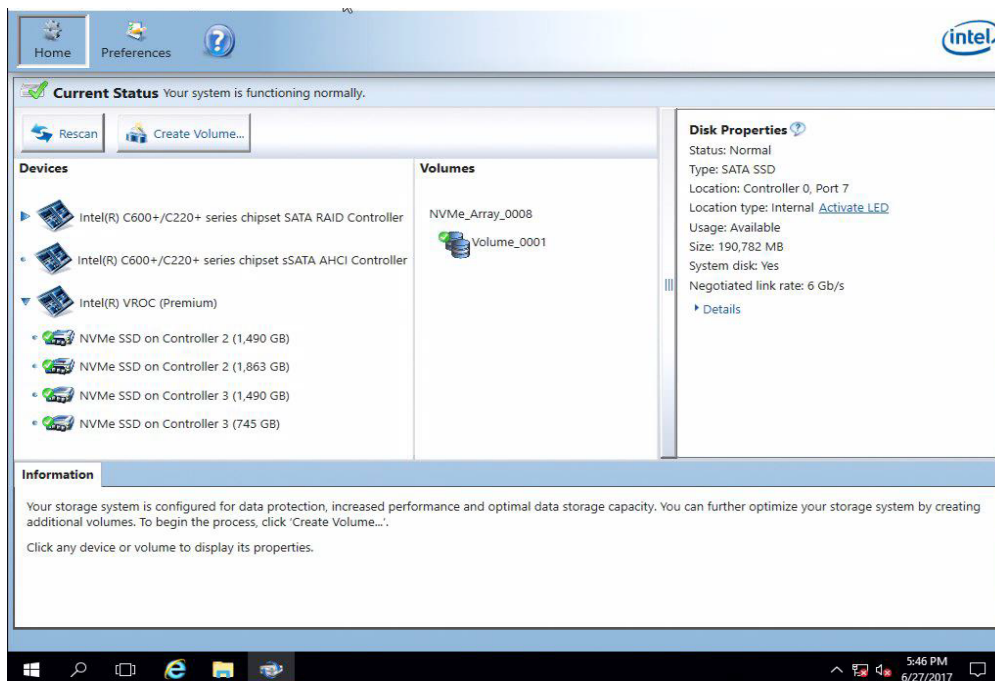 Home
Preferences
?
intel
Current Status Your system is functioning normally.
Rescan
Create Volume...
Devices
Intel(R) C600+/C220+ series chipset SATA RAID Controller
Intel(R) C600+/C220+ series chipset sSATA AHCI Controller
Intel(R) VROC (Premium)
NVMe SSD on Controller 2 (1,490 GB)
NVMe SSD on Controller 2 (1,863 GB)
NVMe SSD on Controller 3 (1,490 GB)
NVMe SSD on Controller 3 (745 GB)
Volumes
NVMe_Array_0008
Volume_0001
Disk Properties ?
Status: Normal
Type: SATA SSD
Location: Controller 0, Port 7
Location type: Internal Activate LED
Usage: Available
Size: 190,782 MB
System disk: Yes
Negotiated link rate: 6 Gb/s
Details
Information
Your storage system is configured for data protection, increased performance and optimal data storage capacity. You can further optimize your storage system by creating
additional volumes. To begin the process, click 'Create Volume...'.
Click any device or volume to display its properties.
5:46 PM
6/27/2017